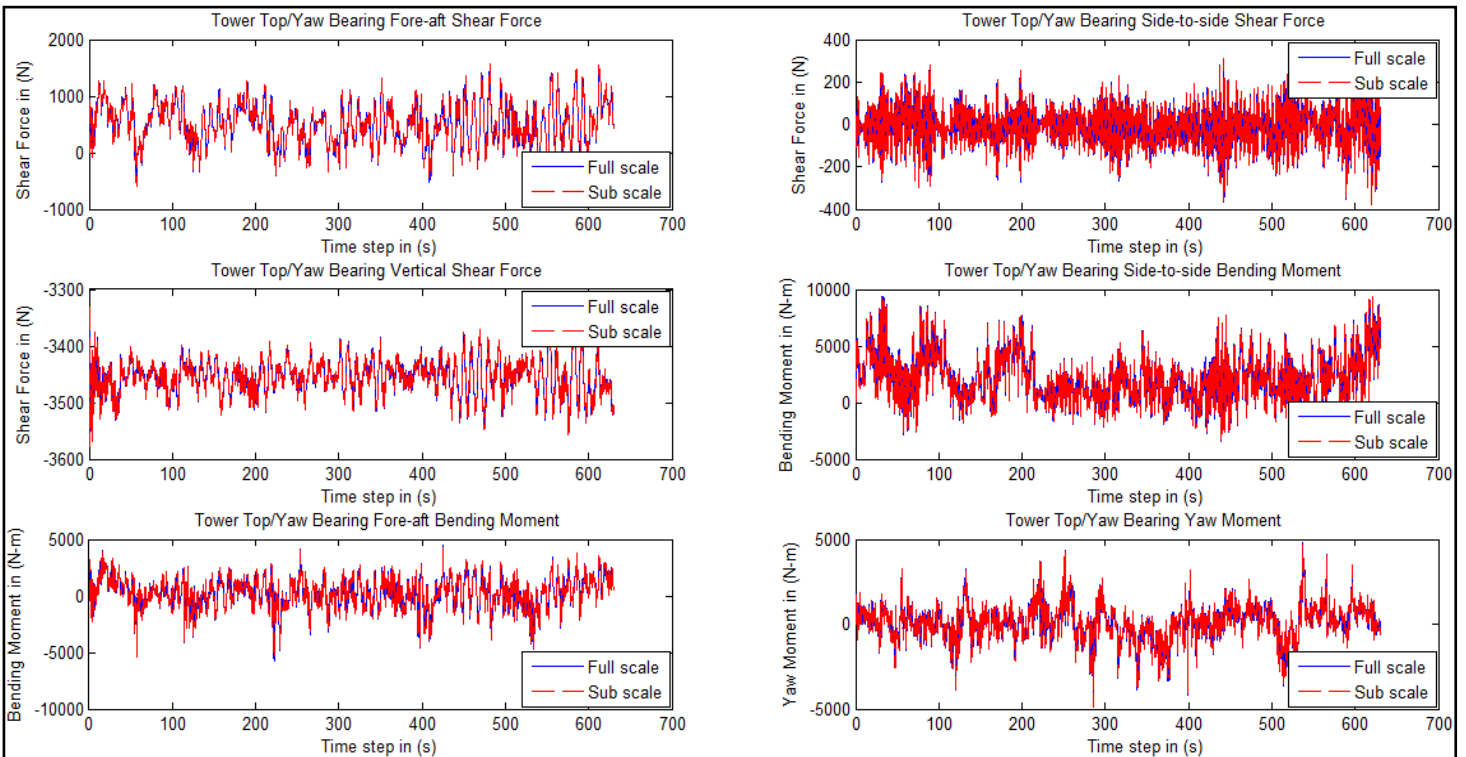 Tower Top/Yaw Bearing Fore-aft Shear Force
2000
1000
0
-1000
Shear Force in (N)
0 100 200 300 400 500 600 700
Time step in (s)
Full scale
Sub scale
Tower Top/Yaw Bearing Side-to-side Shear Force
400
200
0
-200
-400
Shear Force in (N)
0 100 200 300 400 500 600 700
Time step in (s)
Full scale
Sub scale
Tower Top/Yaw Bearing Vertical Shear Force
-3300
-3400
-3500
-3600
Shear Force in (N)
0 100 200 300 400 500 600 700
Time step in (s)
Full scale
Sub scale
Tower Top/Yaw Bearing Side-to-side Bending Moment
10000
5000
0
-5000
Bending Moment in (N-m)
0 100 200 300 400 500 600 700
Time step in (s)
Full scale
Sub scale
Tower Top/Yaw Bearing Fore-aft Bending Moment
5000
0
-5000
-10000
Bending Moment in (N-m)
0 100 200 300 400 500 600 700
Time step in (s)
Full scale
Sub scale
Tower Top/Yaw Bearing Yaw Moment
5000
0
-5000
Yaw Moment in (N-m)
0 100 200 300 400 500 600 700
Time step in (s)
Full scale
Sub scale